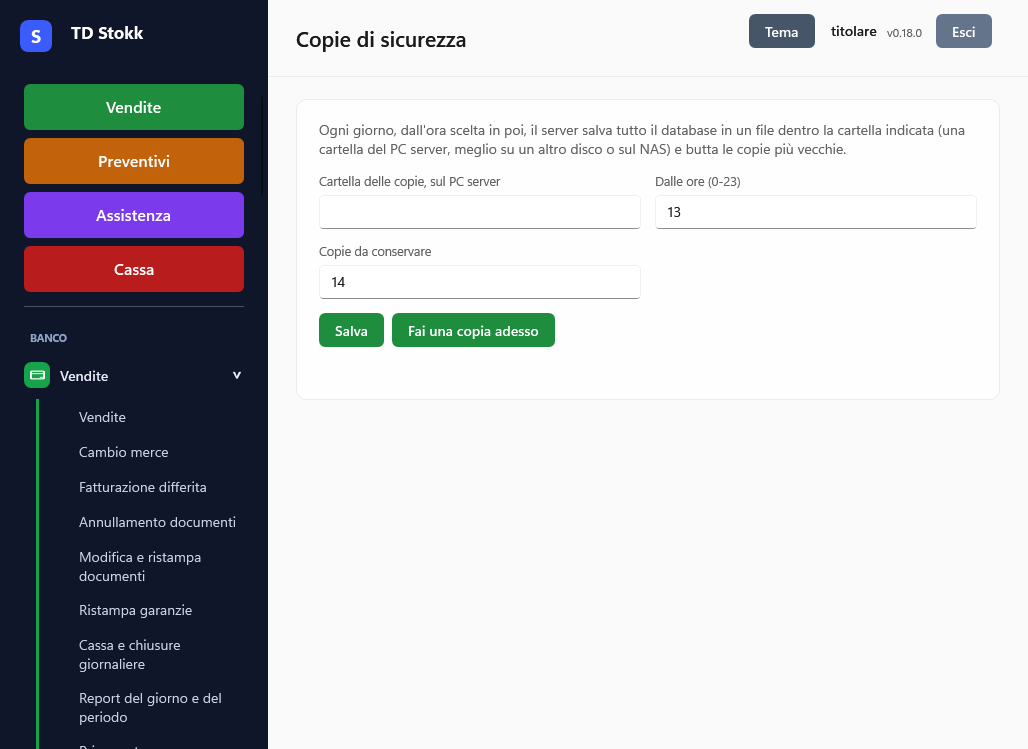 S
TD Stokk
Vendite
Preventivi
Assistenza
Cassa
BANCO
Vendite
Vendite
Cambio merce
Fatturazione differita
Annullamento documenti
Modifica e ristampa
documenti
Ristampa garanzie
Cassa e chiusure
giornaliere
Report del giorno e del
periodo
Copie di sicurezza
Tema
titolare
v0.18.0
Esci
Ogni giorno, dall'ora scelta in poi, il server salva tutto il database in un file dentro la cartella indicata (una
cartella del PC server, meglio su un altro disco o sul NAS) e butta le copie più vecchie.
Cartella delle copie, sul PC server
Dalle ore (0-23)
13
Copie da conservare
14
Salva
Fai una copia adesso